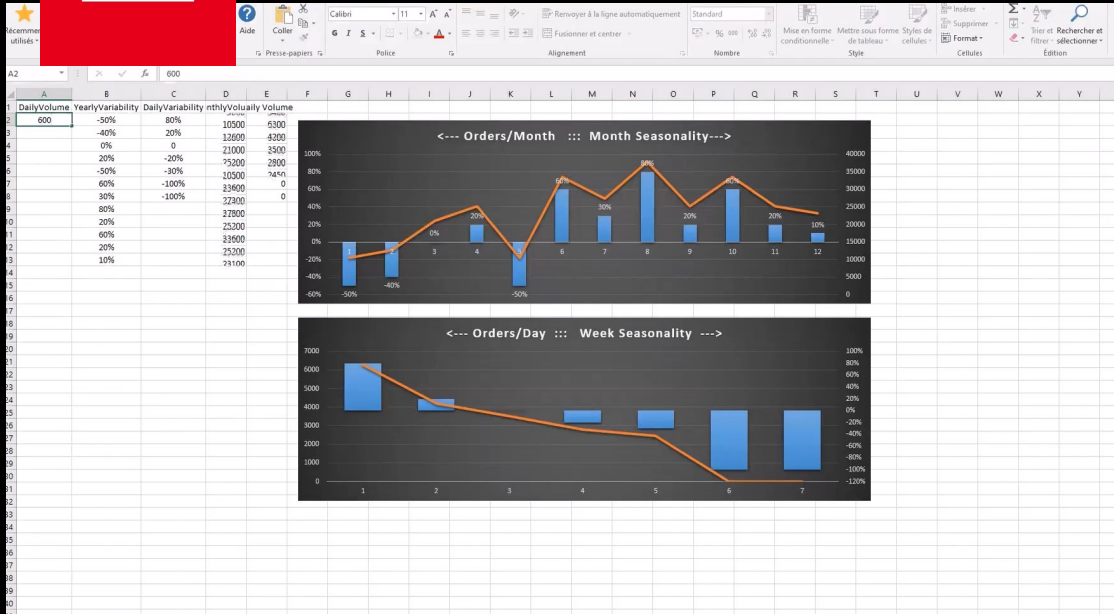 Aide
Coller
Presse-papiers
Calibri
11
G I S
Police
Renvoyer à la ligne automatiquement
Fusionner et centrer
Alignement
Standard
% 000
Nombre
Mise en forme conditionnelle
Mettre sous forme de tableau
Styles de cellules
Style
Insérer
Supprimer
Format
Cellules
Trier et filtrer
Rechercher et sélectionner
Édition
utilisés
A2
fx 600
A B C D E F G H I J K L M N O P Q R S T U V W X Y
DailyVolume YearlyVariability DailyVariability
600 -50% 80%
-40% 20% 10500 6300
0% 0 12600 4200
20% -20% 21000 3500
-50% -30% 25200 2800
60% -100% 10500 2450
30% -100% 0
80% 27300 0
20% 37800
60% 25200
20%
10% 25200
23100
<--- Orders/Month ::: Month Seasonality--->
100% 80% 60% 40% 20% 0% -20% -40% -60%
40000 35000 30000 25000 20000 15000 10000 5000 0
-50% -40% 0% 20% -50% 60% 30% 80% 20% 60% 20% 10%
1 2 3 4 5 6 7 8 9 10 11 12
<--- Orders/Day ::: Week Seasonality --->
7000 6000 5000 4000 3000 2000 1000 0
100% 80% 60% 40% 20% 0% -20% -40% -60% -80% -100% -120%
1 2 3 4 5 6 7